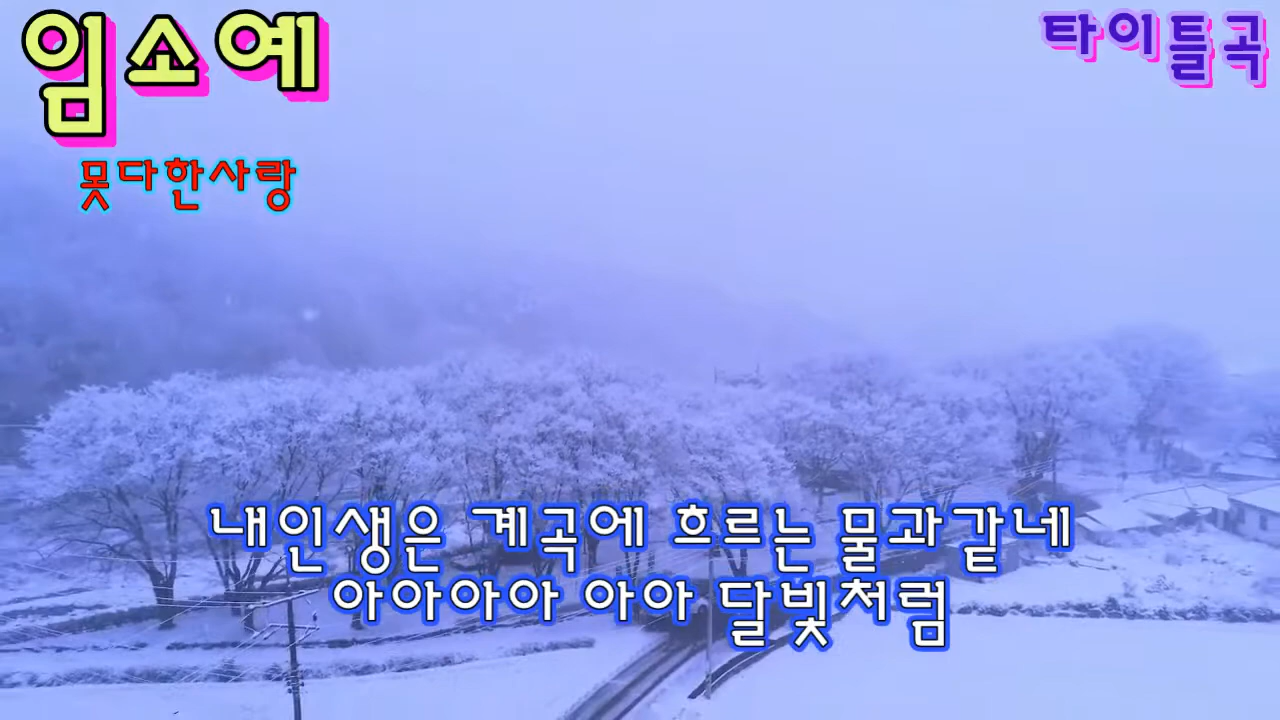 임소예
타이틀곡
못다한사랑
내인생은 계곡에 흐르는 물과같네
아아아아 아아 달빛처럼